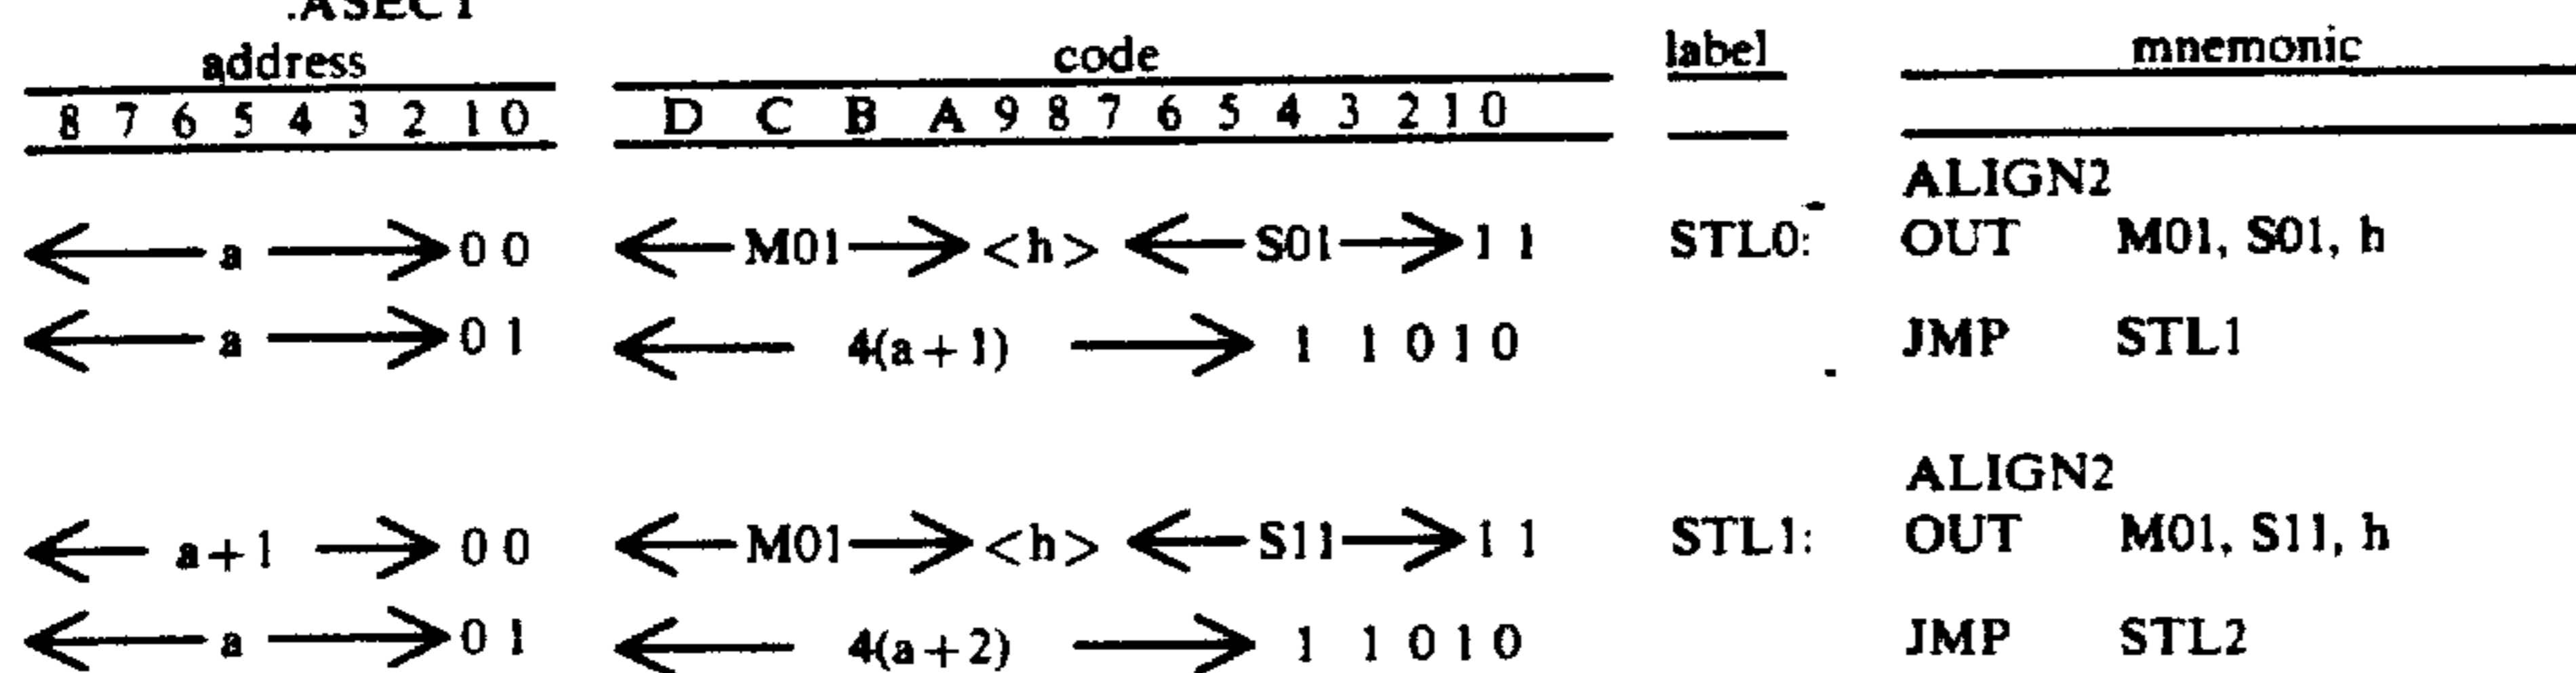 .ASECT
address code label mnemonic
8 7 6 5 4 3 2 1 0 D C B A 9 8 7 6 5 4 3 2 1 0
ALIGN2
a 0 0 M01 <h> S01 1 1 STL0: OUT M01, S01, h
a 0 1 4(a+1) 1 1 0 1 0 JMP STL1
ALIGN2
a+1 0 0 M01 <h> S11 1 1 STL1: OUT M01, S11, h
a 0 1 4(a+2) 1 1 0 1 0 JMP STL2